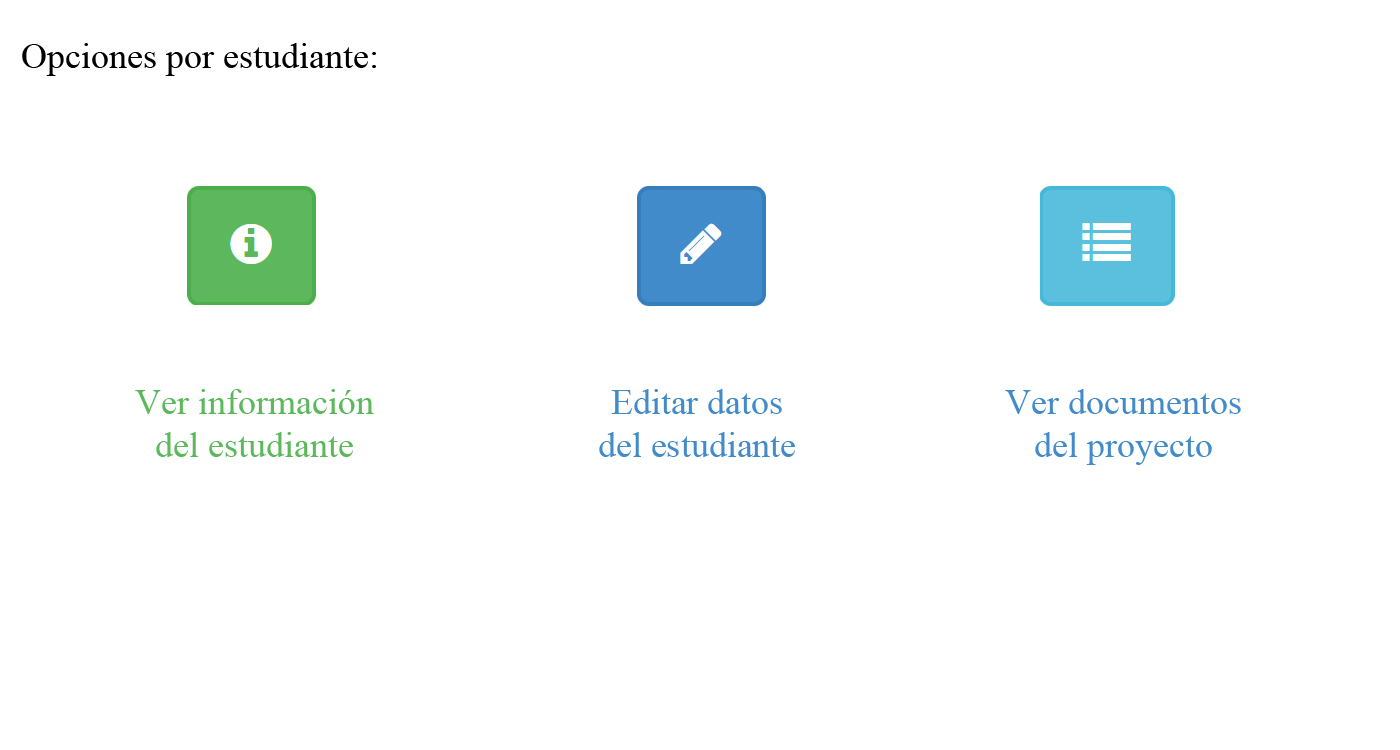 Opciones por estudiante:
Ver información
del estudiante
Editar datos
del estudiante
Ver documentos
del proyecto